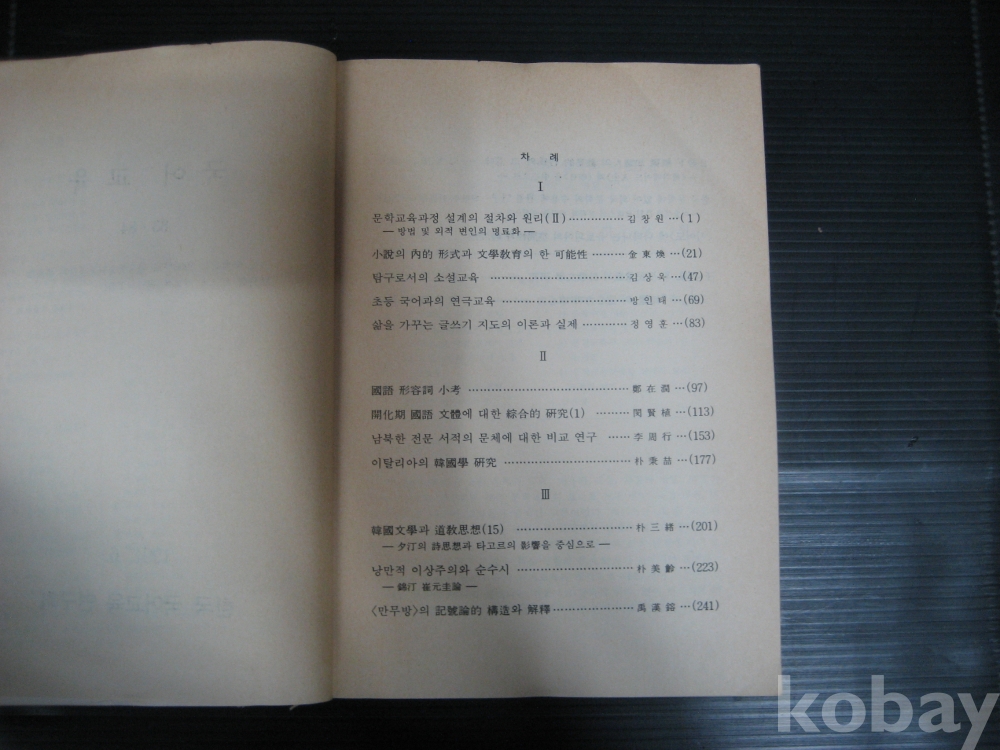 차 례
Ⅰ
문학교육과정 설계의 절차와 원리(Ⅱ) …………… 김 창 원 …( 1 )
— 방법 및 외적 변인의 명료화 —
小說의 內的 形式과 文學敎育의 한 可能性 ……… 金 東 煥 …(21)
탐구로서의 소설교육 ………………………………… 김 상 욱 …(47)
초등 국어과의 연극교육 …………………………… 방 인 태 …(69)
삶을 가꾸는 글쓰기 지도의 이론과 실제 ………… 정 영 훈 …(83)
Ⅱ
國語 形容詞 小考 …………………………………… 鄭 在 潤 …(97)
開化期 國語 文體에 대한 綜合的 硏究(1) ……… 閔 賢 植 …(113)
남북한 전문 서적의 문체에 대한 비교 연구 …… 李 周 行 …(153)
이탈리아의 韓國學 硏究 …………………………… 朴 秉 喆 …(177)
Ⅲ
韓國文學과 道敎思想(15) ………………………… 朴 三 緖 …(201)
— 夕汀의 詩思想과 타고르의 影響을 중심으로 —
낭만적 이상주의와 순수시 ………………………… 朴 美 齡 …(223)
— 錦汀 崔元圭論 —
〈만무방〉의 記號論的 構造와 解釋 ………………… 禹 漢 鎔 …(241)
kobay